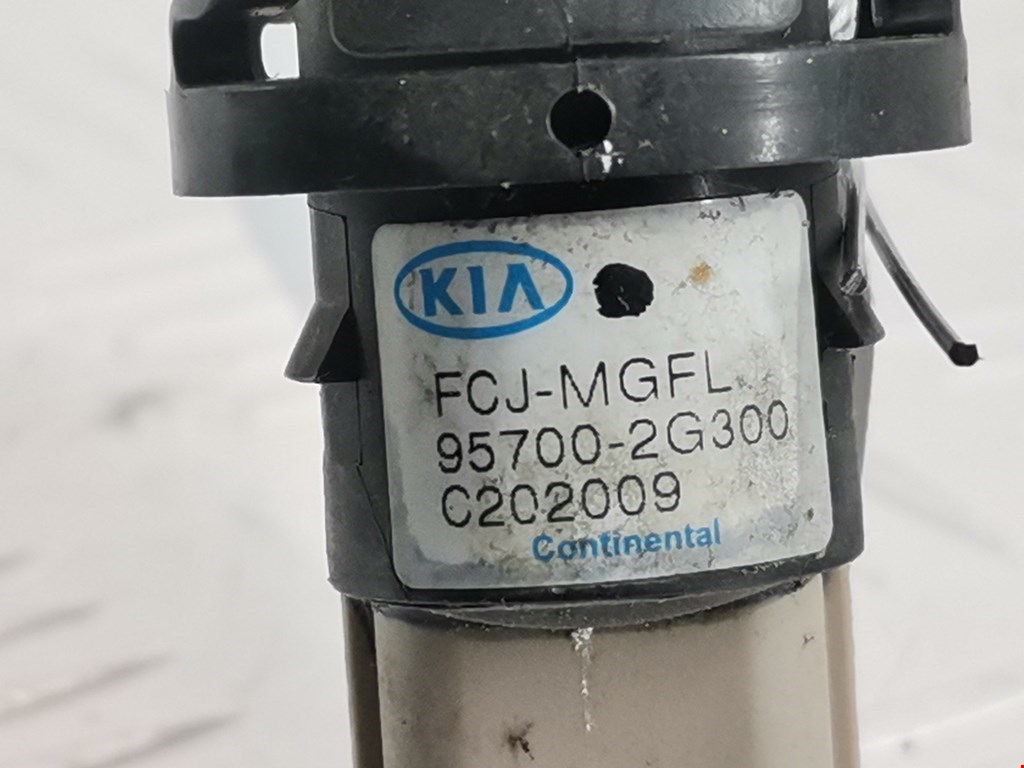 KIA
FCJ-MGFL
95700-2G300
C202009
Continental